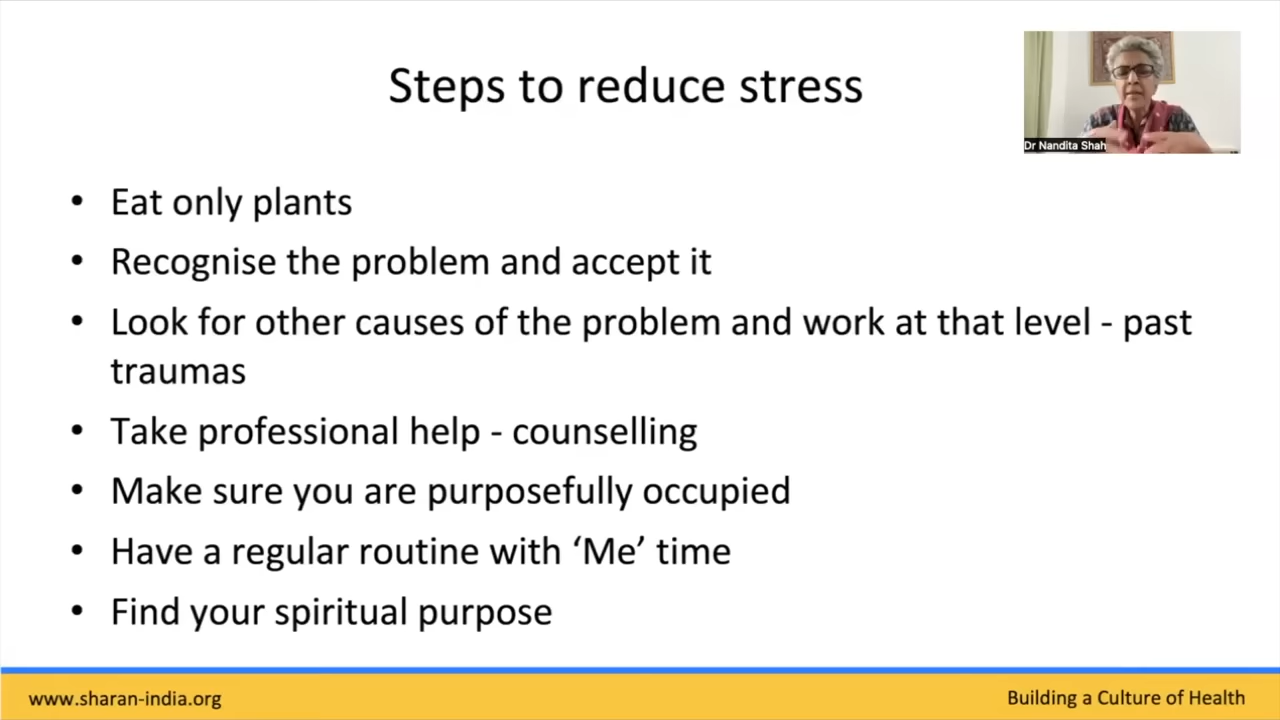 Steps to reduce stress
Dr Nandita Shah
• Eat only plants
• Recognise the problem and accept it
• Look for other causes of the problem and work at that level - past
traumas
• Take professional help - counselling
• Make sure you are purposefully occupied
• Have a regular routine with ‘Me’ time
• Find your spiritual purpose
www.sharan-india.org
Building a Culture of Health